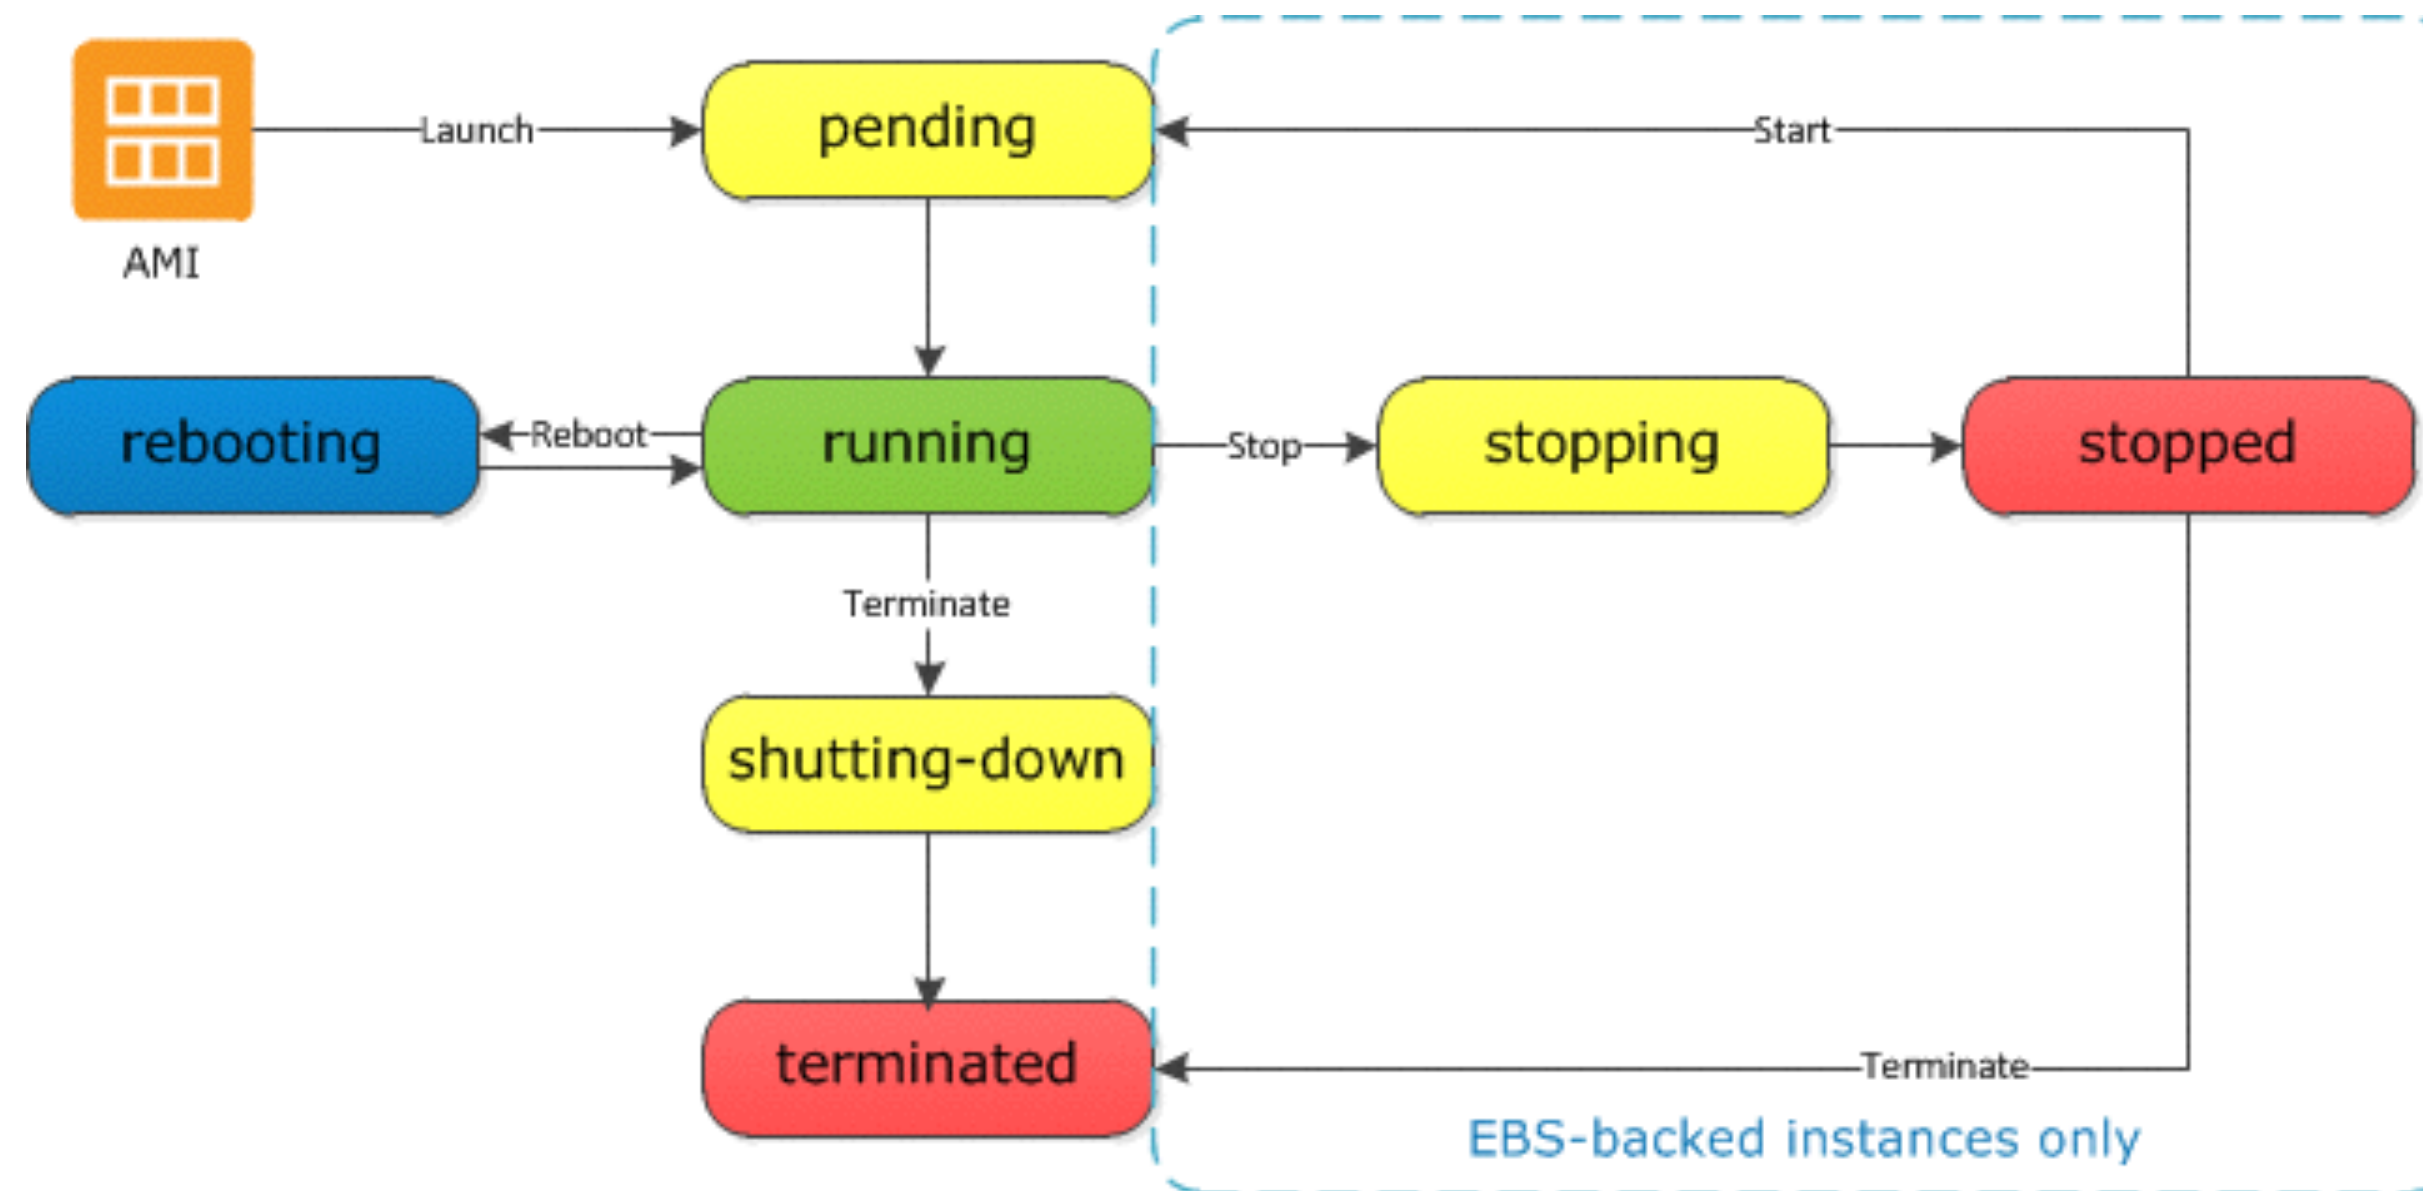 Launch
pending
Start
AMI
rebooting
Reboot
running
Stop
stopping
stopped
Terminate
shutting-down
terminated
Terminate
EBS-backed instances only